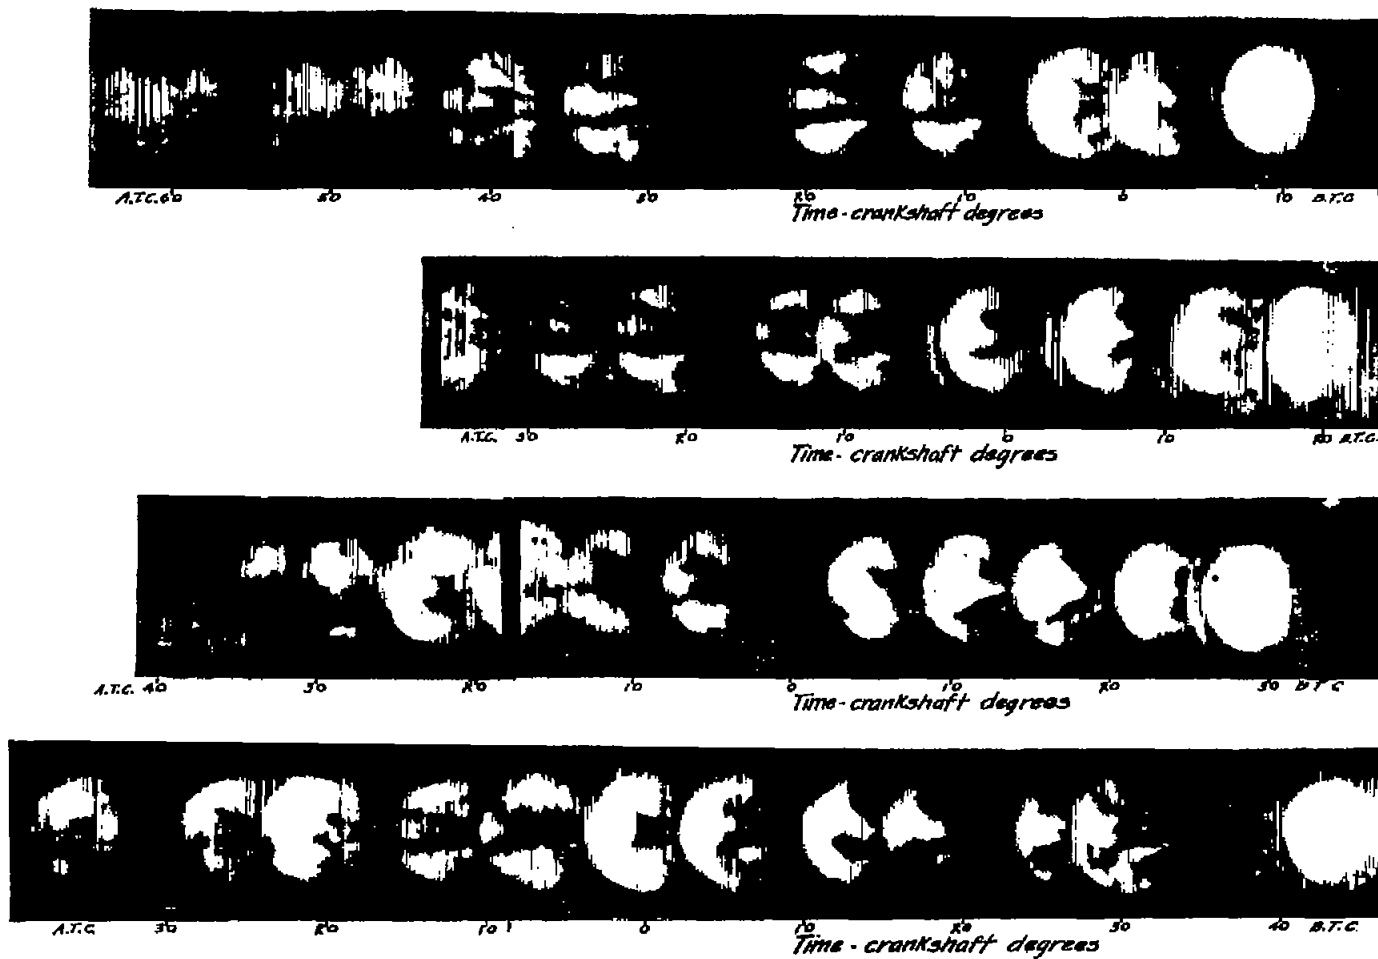 A.T.C. 60 50 40 30 20 10 0 10 B.T.C
Time - crankshaft degrees
A.T.C. 30 20 10 0 10 20 B.T.C.
Time - crankshaft degrees
A.T.C. 40 30 20 10 0 10 20 30 B.T.C
Time - crankshaft degrees
A.T.C. 30 20 10 0 10 20 30 40 B.T.C.
Time - crankshaft degrees